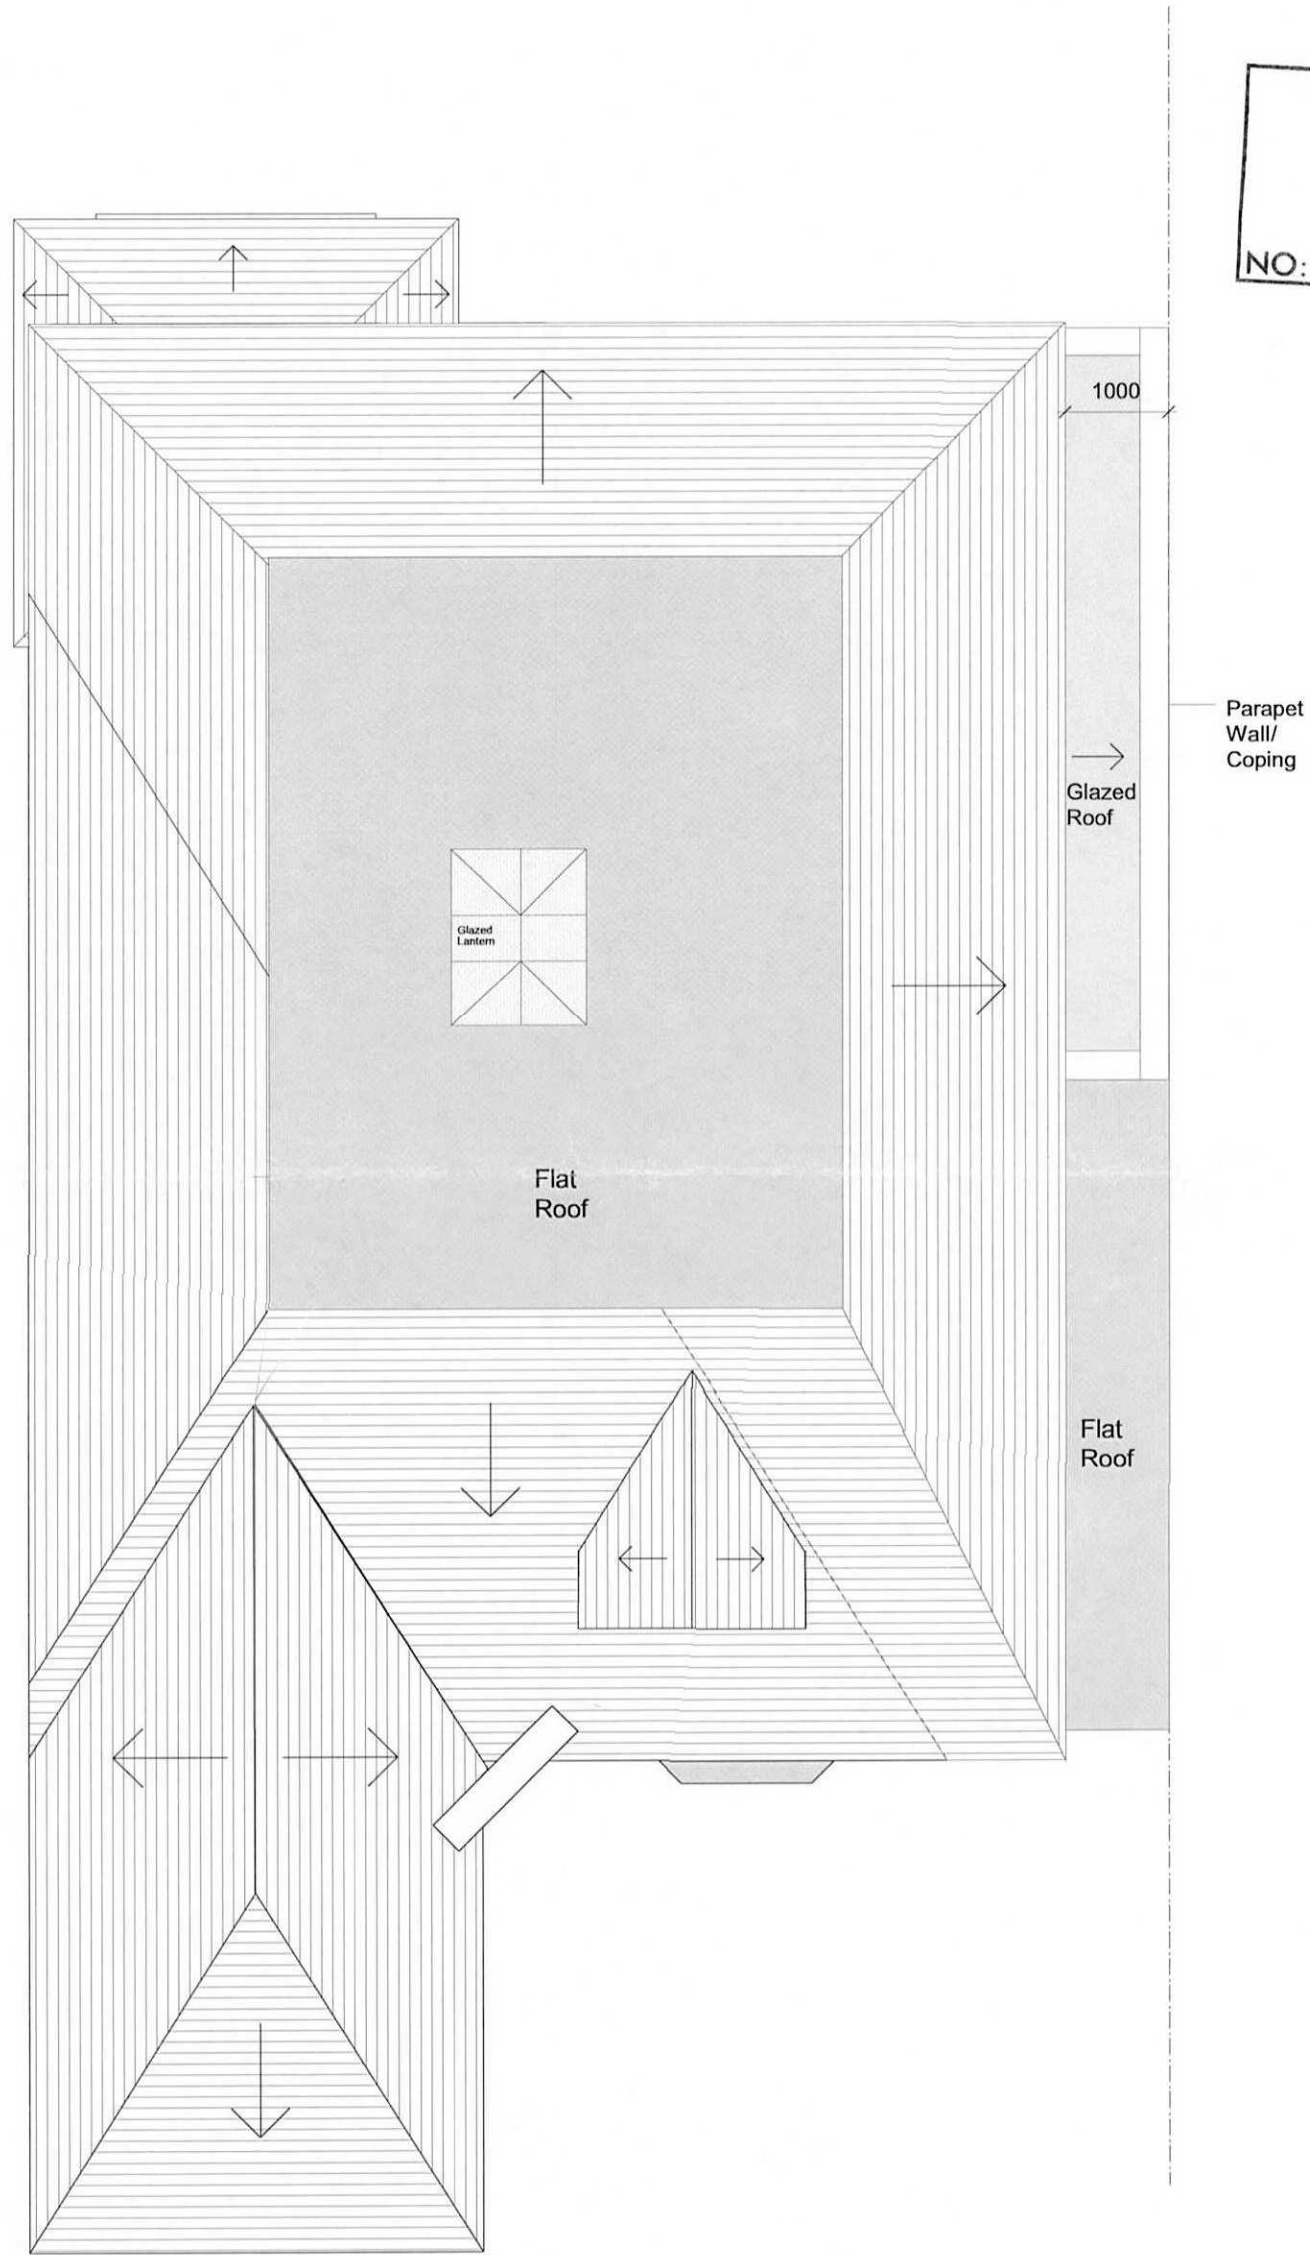 NO:
1000
Parapet
Wall/
Coping
Glazed
Roof
Glazed
Lantern
Flat
Roof
Flat
Roof